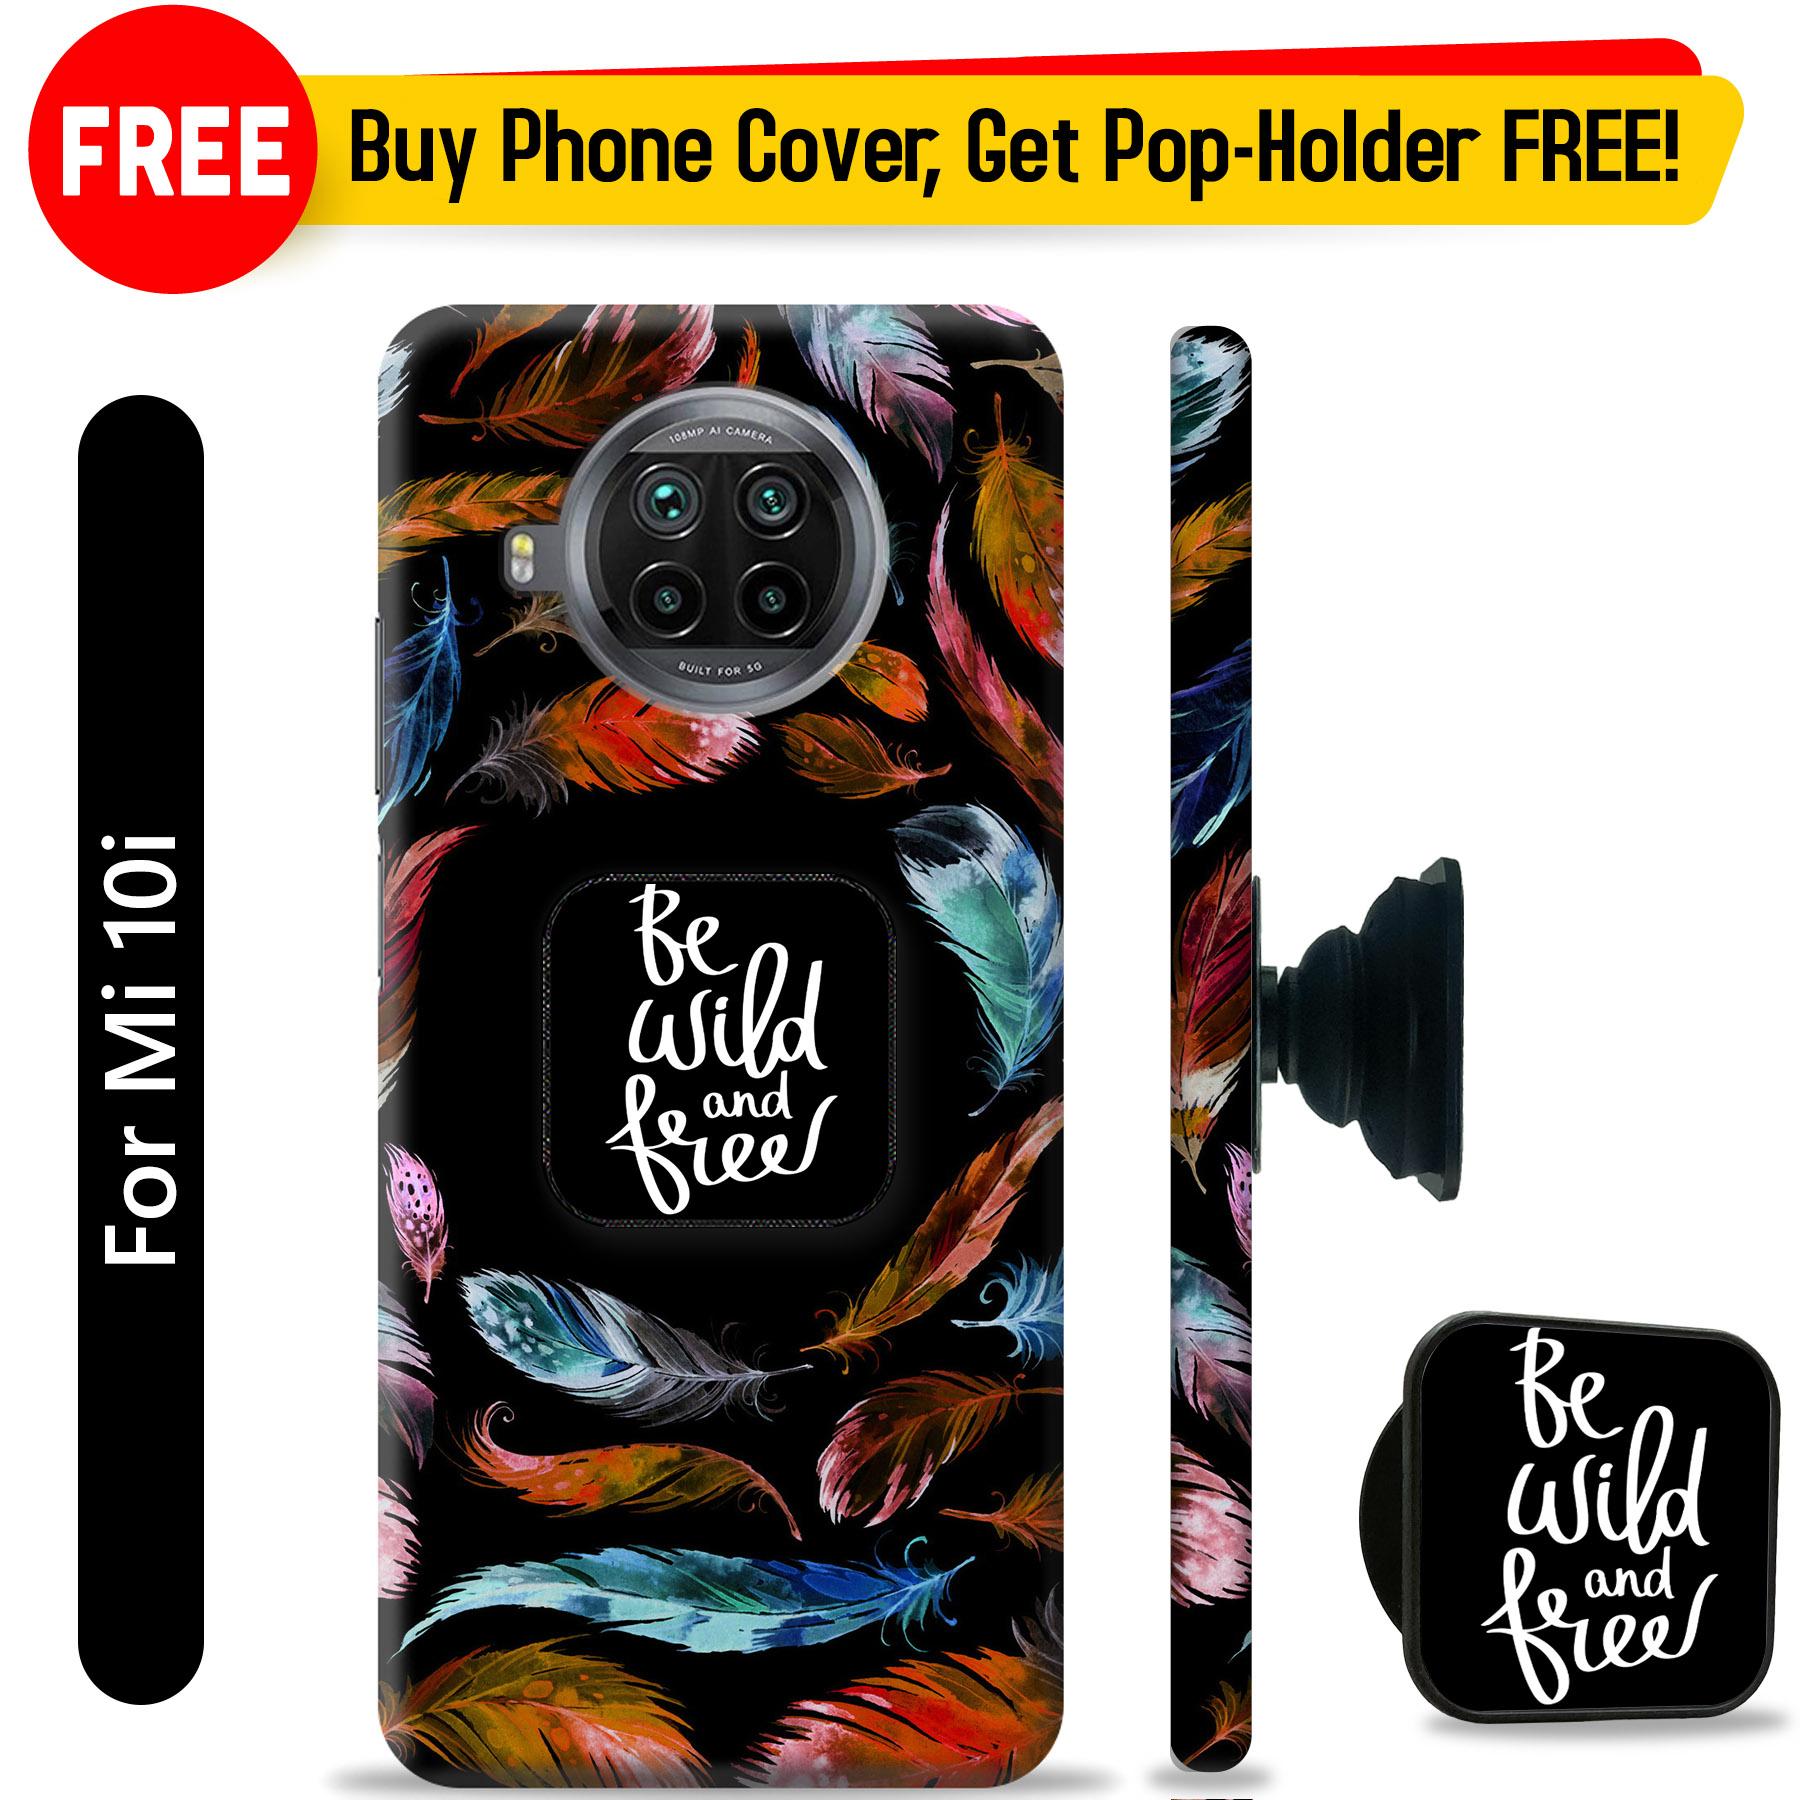 FREE
Buy Phone Cover, Get Pop-Holder FREE!
For Mi 10i
108MP AI CAMERA
BUILT FOR 5G
Be
wild
and
free
Be
wild
and
free